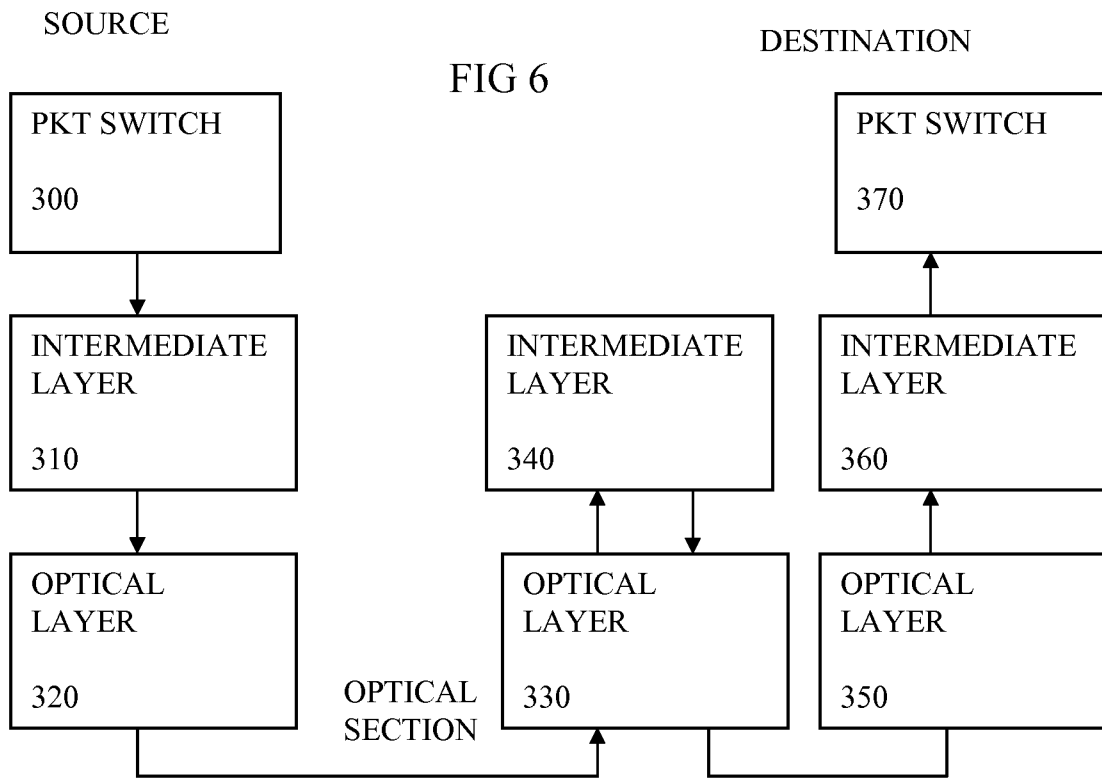 SOURCE
DESTINATION
FIG 6
PKT SWITCH
300
PKT SWITCH
370
INTERMEDIATE
LAYER
310
INTERMEDIATE
LAYER
340
INTERMEDIATE
LAYER
360
OPTICAL
LAYER
320
OPTICAL
SECTION
OPTICAL
LAYER
330
OPTICAL
LAYER
350